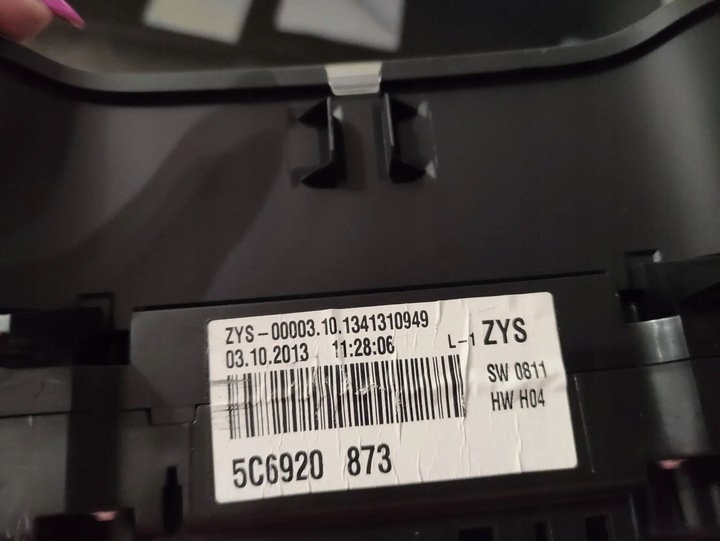 ZYS-00003.10.1341310949
03.10.2013 11:28:06 L-1 ZYS
SW 0811
HW H04
5C6920 873